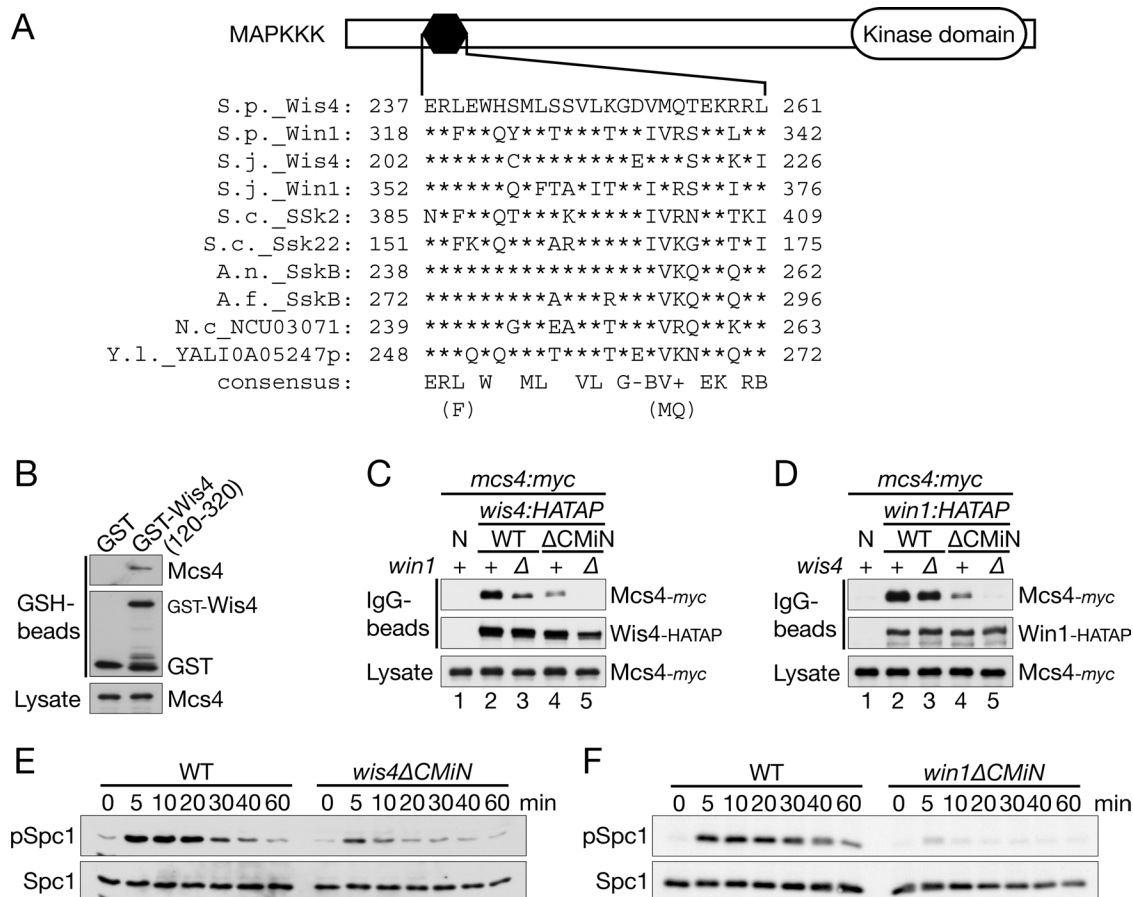 A
MAPKKK
Kinase domain
S.p._Wis4: 237 ERLEWHSMLSSVLKGDVMQTEKRRL 261
S.p._Win1: 318 **F**QY**T***T**IVRS**L** 342
S.j._Wis4: 202 ******C********E***S**K*I 226
S.j._Win1: 352 ******Q*FTA*IT**I*RS**I** 376
S.c._SSk2: 385 N*F**QT***K*****IVRN**TKI 409
S.c._Ssk22: 151 **FK*Q***AR*****IVKG**T*I 175
A.n._SskB: 238 *****************VKQ**Q** 262
A.f._SskB: 272 *********A***R***VKQ**Q** 296
N.c_NCU03071: 239 ******G**EA**T***VRQ**K** 263
Y.l._YALI0A05247p: 248 ***Q*Q***T***T*E*VKN**Q** 272
consensus: ERL W ML VL G-BV+ EK RB
(F) (MQ)
B
GST
GST-Wis4
(120-320)
GSH-
beads
Mcs4
GST-Wis4
GST
Lysate
Mcs4
C
mcs4:myc
wis4:HATAP
N WT ΔCMiN
win1 + + Δ + Δ
IgG-
beads
Mcs4-myc
Wis4-HATAP
Lysate
Mcs4-myc
1 2 3 4 5
D
mcs4:myc
win1:HATAP
N WT ΔCMiN
wis4 + + Δ + Δ
IgG-
beads
Mcs4-myc
Win1-HATAP
Lysate
Mcs4-myc
1 2 3 4 5
E
WT wis4ΔCMiN
0 5 10 20 30 40 60 0 5 10 20 30 40 60 min
pSpc1
Spc1
F
WT win1ΔCMiN
0 5 10 20 30 40 60 0 5 10 20 30 40 60 min
pSpc1
Spc1